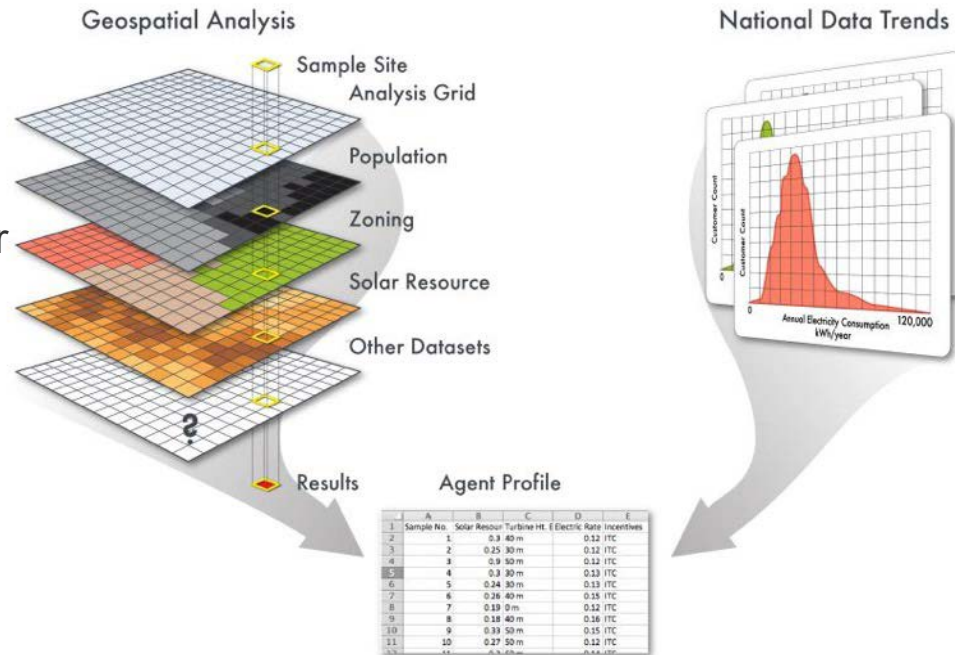 Geospatial Analysis
National Data Trends
Sample Site
Analysis Grid
Population
Zoning
r
Solar Resource
Other Datasets
?
Results
Customer Count
0
Customer Count
0
Annual Electricity Consumption
kWh/year
120,000
Agent Profile
A B C D E
1 Sample No. Solar Resour Turbine Ht. E Electric Rate Incentives
2 1 0.3 40 m 0.12 ITC
3 2 0.25 30 m 0.12 ITC
4 3 0.9 50 m 0.12 ITC
5 4 0.3 30 m 0.13 ITC
6 5 0.24 30 m 0.13 ITC
7 6 0.26 40 m 0.15 ITC
8 7 0.19 0 m 0.12 ITC
9 8 0.18 40 m 0.16 ITC
10 9 0.33 50 m 0.15 ITC
11 10 0.27 50 m 0.12 ITC